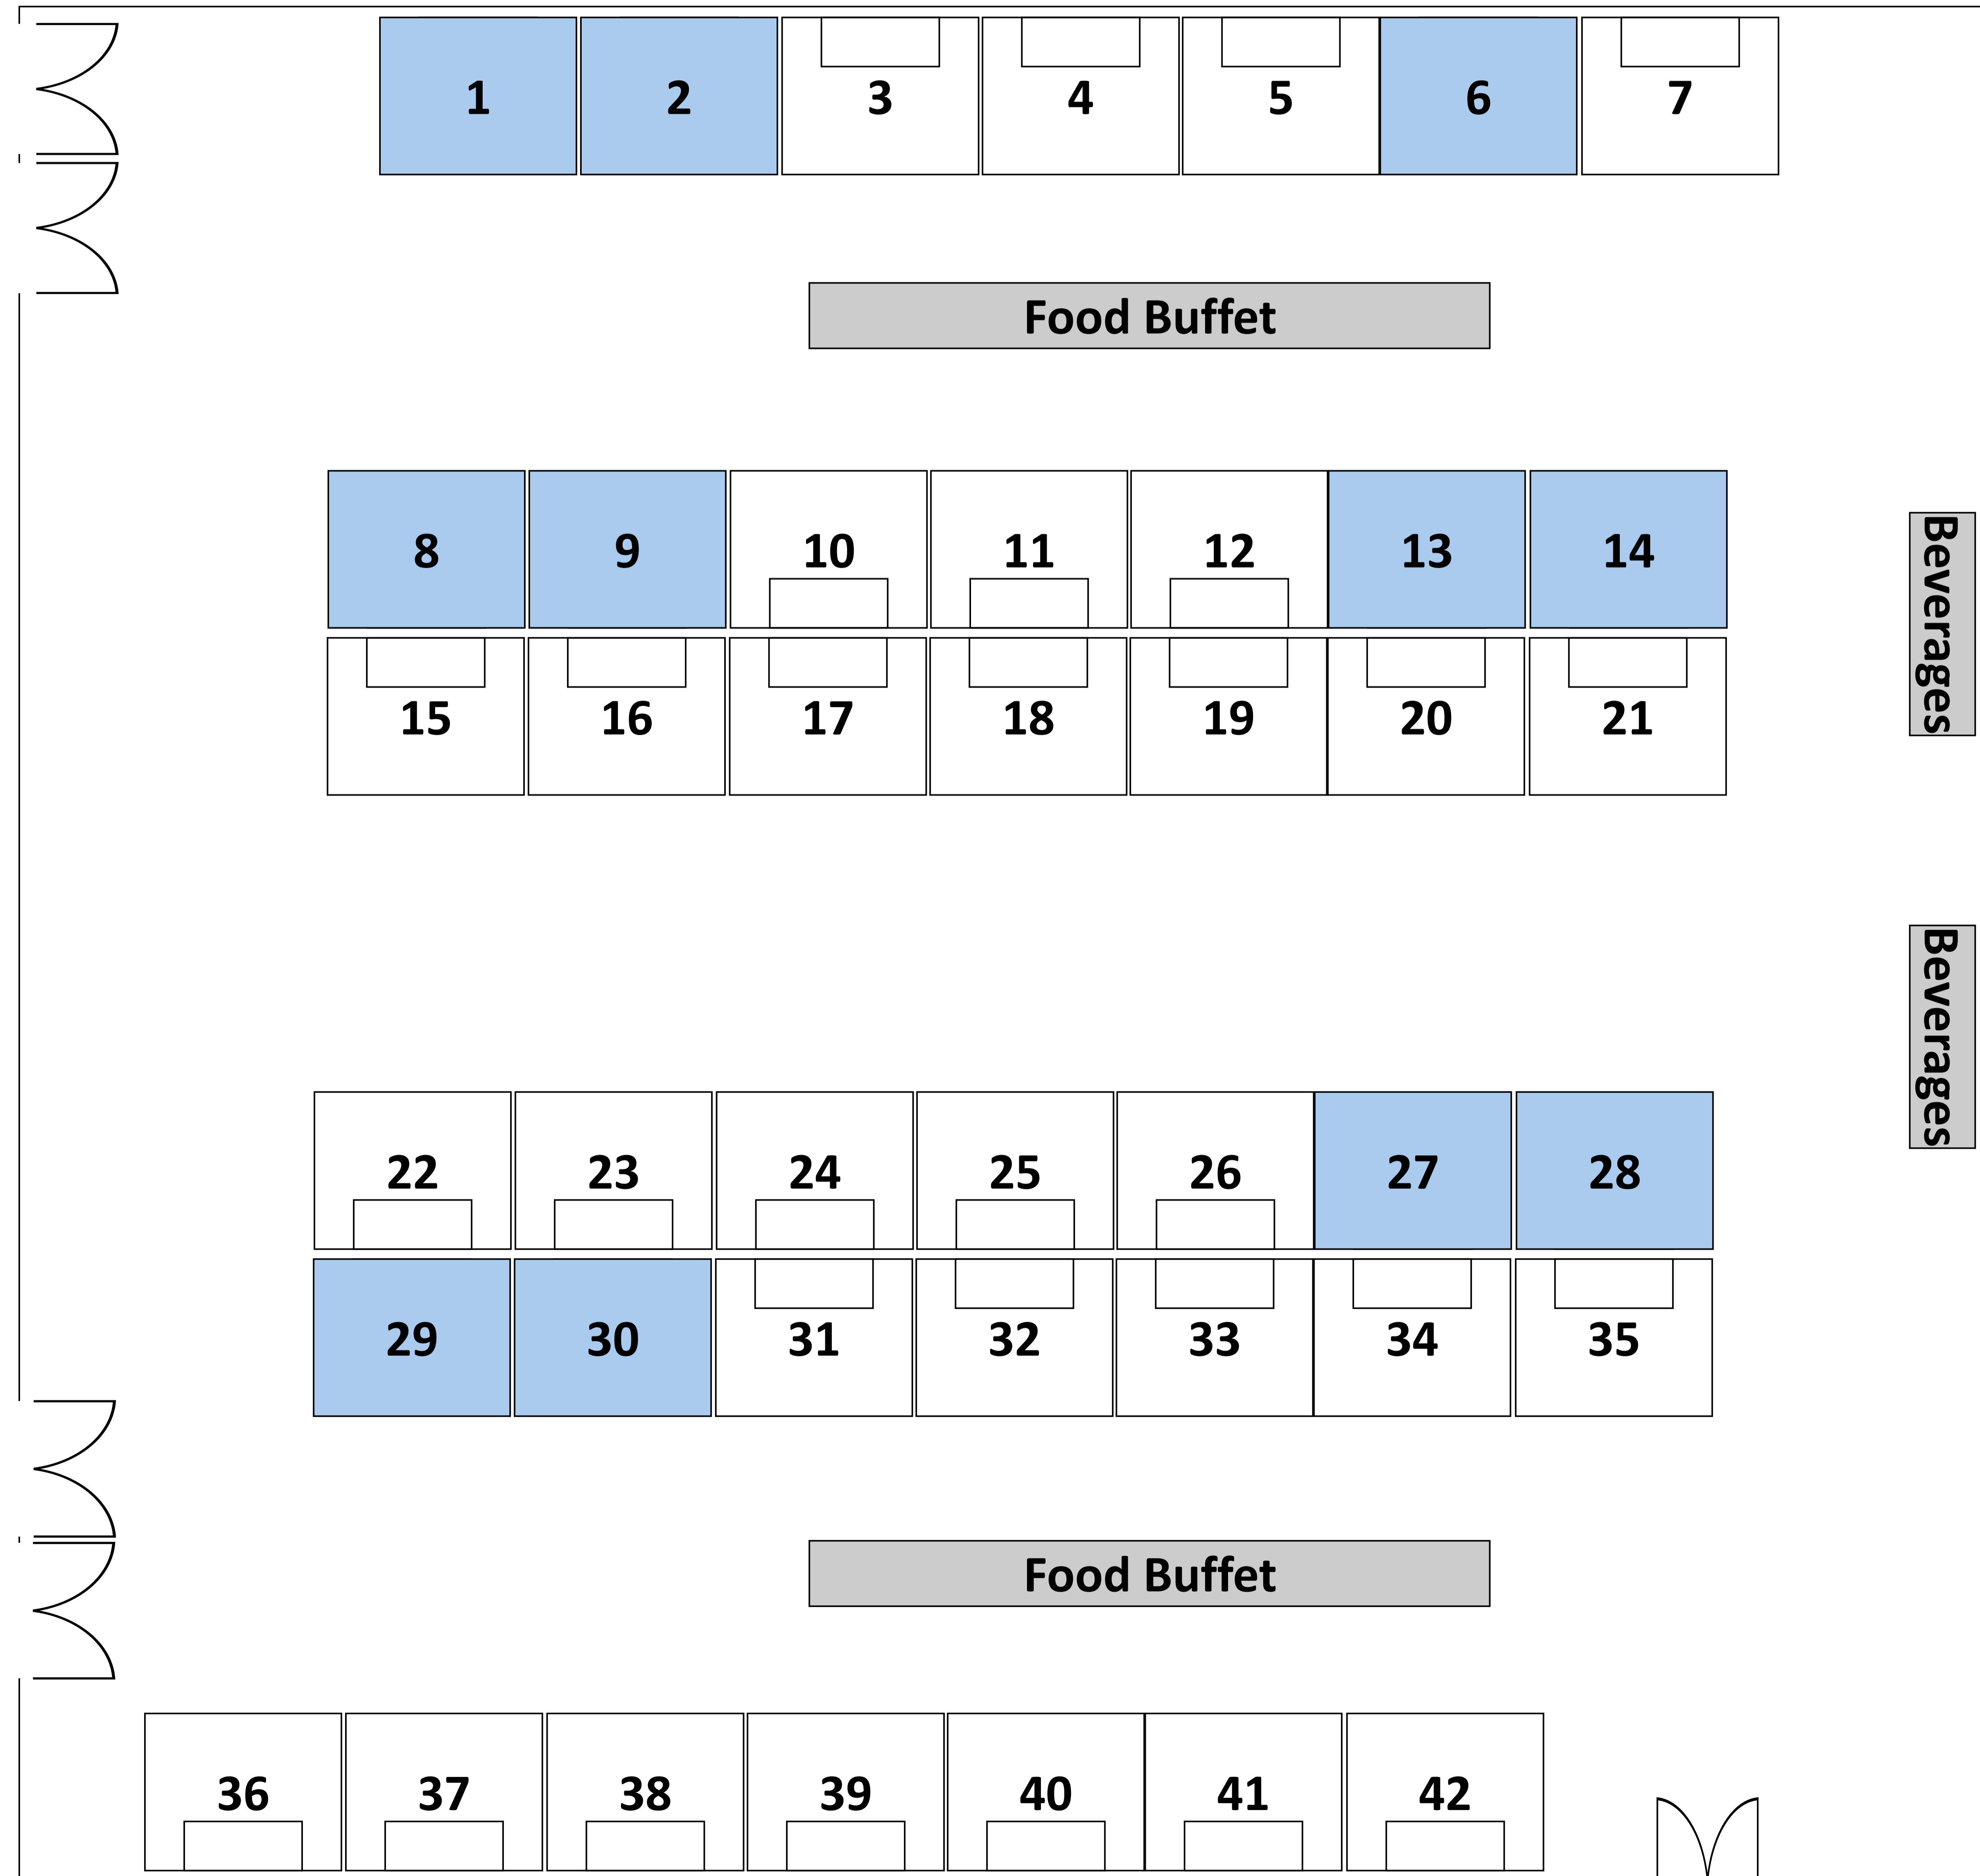 1 2 3 4 5 6 7
Food Buffet
8 9 10 11 12 13 14
Beverages
15 16 17 18 19 20 21
Beverages
22 23 24 25 26 27 28
29 30 31 32 33 34 35
Food Buffet
36 37 38 39 40 41 42